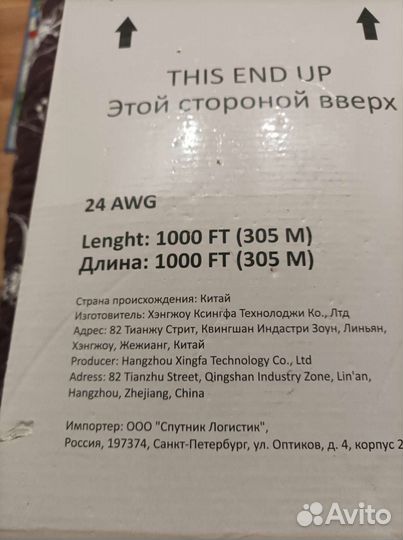 THIS END UP
Этой стороной вверх
24 AWG
Lenght: 1000 FT (305 M)
Длина: 1000 FT (305 M)
Страна происхождения: Китай
Изготовитель: Хэнгжоу Ксингфа Технолоджи Ко., Лтд
Адрес: 82 Тианжу Стрит, Квингшан Индастри Зоун, Линьян,
Хэнгжоу, Жежианг, Китай
Producer: Hangzhou Xingfa Technology Co., Ltd
Adress: 82 Tianzhu Street, Qingshan Industry Zone, Lin'an,
Hangzhou, Zhejiang, China
Импортер: ООО "Спутник Логистик",
Россия, 197374, Санкт-Петербург, ул. Оптиков, д. 4, корпус 2
Avito